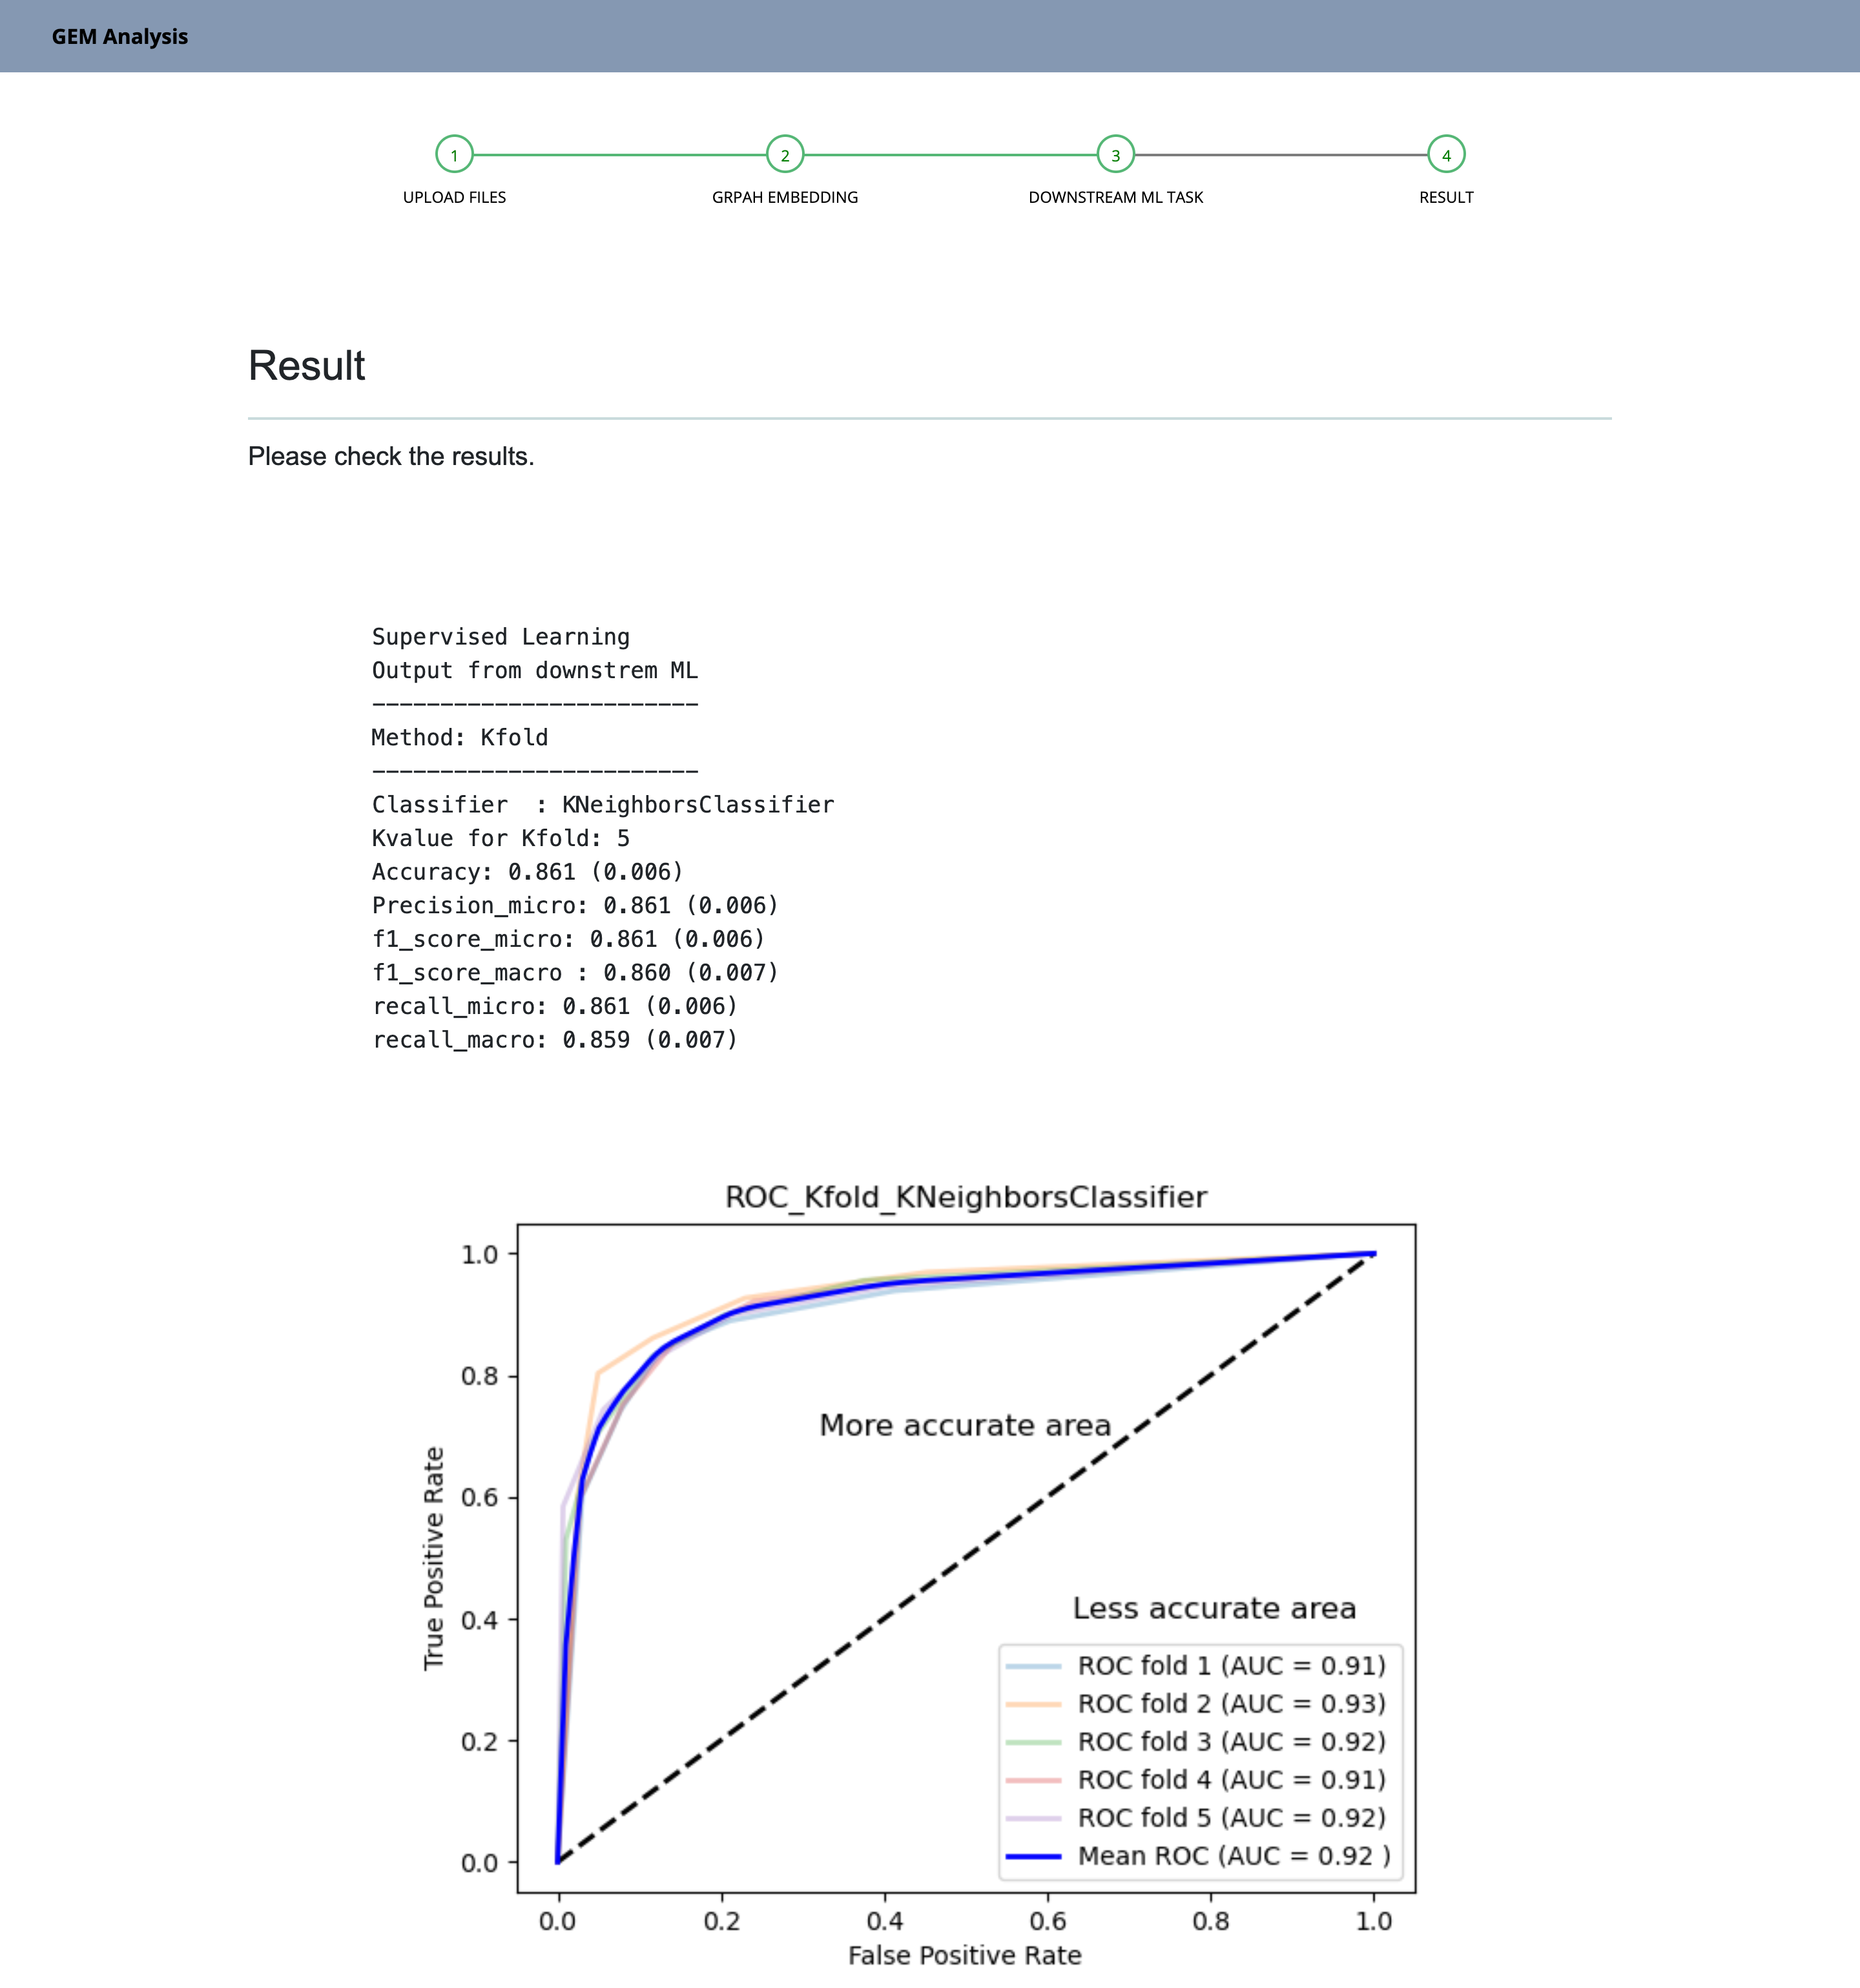 GEM Analysis
1
2
3
4
UPLOAD FILES
GRPAH EMBEDDING
DOWNSTREAM ML TASK
RESULT
Result
Please check the results.
Supervised Learning
Output from downstrem ML
------------------------
Method: Kfold
------------------------
Classifier  : KNeighborsClassifier
Kvalue for Kfold: 5
Accuracy: 0.861 (0.006)
Precision_micro: 0.861 (0.006)
f1_score_micro: 0.861 (0.006)
f1_score_macro : 0.860 (0.007)
recall_micro: 0.861 (0.006)
recall_macro: 0.859 (0.007)
ROC_Kfold_KNeighborsClassifier
1.0
0.8
0.6
0.4
0.2
0.0
True Positive Rate
More accurate area
Less accurate area
ROC fold 1 (AUC = 0.91)
ROC fold 2 (AUC = 0.93)
ROC fold 3 (AUC = 0.92)
ROC fold 4 (AUC = 0.91)
ROC fold 5 (AUC = 0.92)
Mean ROC (AUC = 0.92 )
0.0
0.2
0.4
0.6
0.8
1.0
False Positive Rate